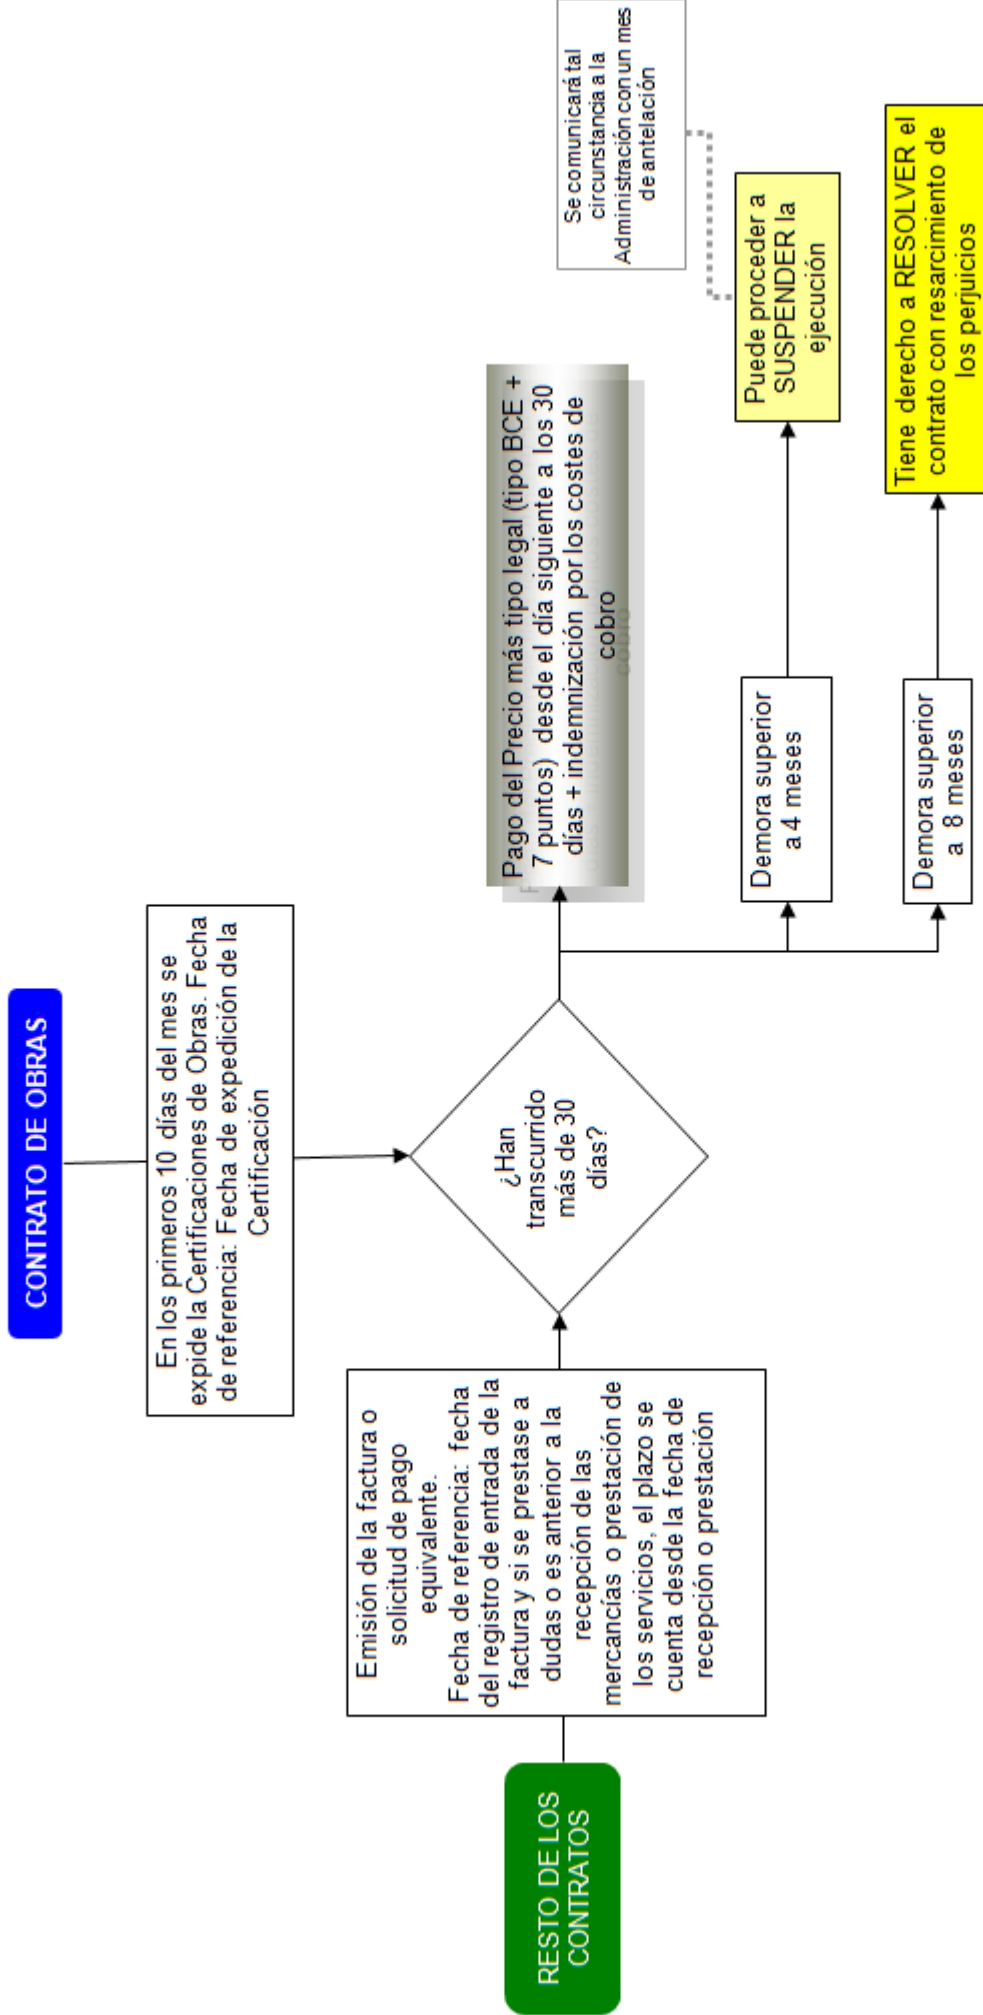 CONTRATO DE OBRAS
En los primeros 10 días del mes se
expide la Certificaciones de Obras. Fecha
de referencia: Fecha de expedición de la
Certificación
RESTO DE LOS
CONTRATOS
Emisión de la factura o
solicitud de pago
equivalente.
Fecha de referencia: fecha
del registro de entrada de la
factura y si se prestase a
dudas o es anterior a la
recepción de las
mercancías o prestación de
los servicios, el plazo se
cuenta desde la fecha de
recepción o prestación
¿Han
transcurrido
más de 30
días?
Pago del Precio más tipo legal (tipo BCE +
7 puntos) desde el día siguiente a los 30
días + indemnización por los costes de
cobro
Demora superior
a 4 meses
Puede proceder a
SUSPENDER la
ejecución
Se comunicará tal
circunstancia a la
Administración con un mes
de antelación
Demora superior
a 8 meses
Tiene derecho a RESOLVER el
contrato con resarcimiento de
los perjuicios